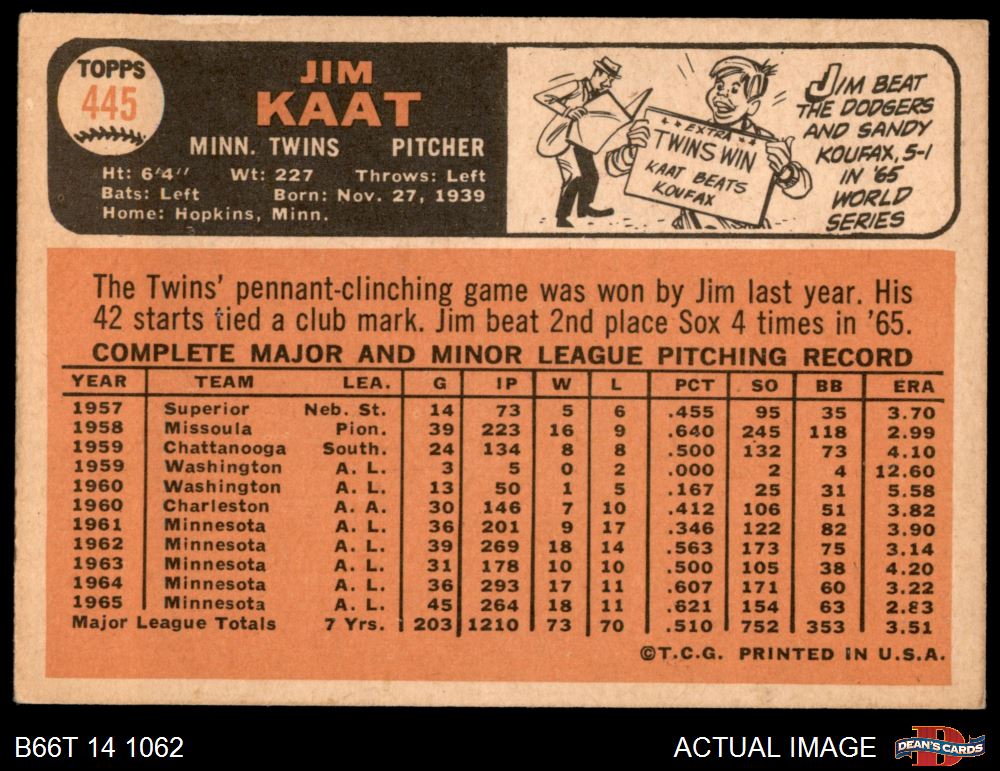 TOPPS
445
JIM
KAAT
MINN. TWINS PITCHER
Ht: 6'4" Wt: 227 Throws: Left
Bats: Left Born: Nov. 27, 1939
Home: Hopkins, Minn.
EXTRA
TWINS WIN
KAAT BEATS
KOUFAX
JIM BEAT
THE DODGERS
AND SANDY
KOUFAX, 5-1
IN '65
WORLD
SERIES
The Twins' pennant-clinching game was won by Jim last year. His
42 starts tied a club mark. Jim beat 2nd place Sox 4 times in '65.
COMPLETE MAJOR AND MINOR LEAGUE PITCHING RECORD
YEAR TEAM LEA. G IP W L PCT SO BB ERA
1957 Superior Neb. St. 14 73 5 6 .455 95 35 3.70
1958 Missoula Pion. 39 223 16 9 .640 245 118 2.99
1959 Chattanooga South. 24 134 8 8 .500 132 73 4.10
1959 Washington A. L. 3 5 0 2 .000 2 4 12.60
1960 Washington A. L. 13 50 1 5 .167 25 31 5.58
1960 Charleston A. A. 30 146 7 10 .412 106 51 3.82
1961 Minnesota A. L. 36 201 9 17 .346 122 82 3.90
1962 Minnesota A. L. 39 269 18 14 .563 173 75 3.14
1963 Minnesota A. L. 31 178 10 10 .500 105 38 4.20
1964 Minnesota A. L. 36 293 17 11 .607 171 60 3.22
1965 Minnesota A. L. 45 264 18 11 .621 154 63 2.83
Major League Totals 7 Yrs. 203 1210 73 70 .510 752 353 3.51
©T.C.G. PRINTED IN U.S.A.
B66T 14 1062
ACTUAL IMAGE
D
DEAN'S CARDS